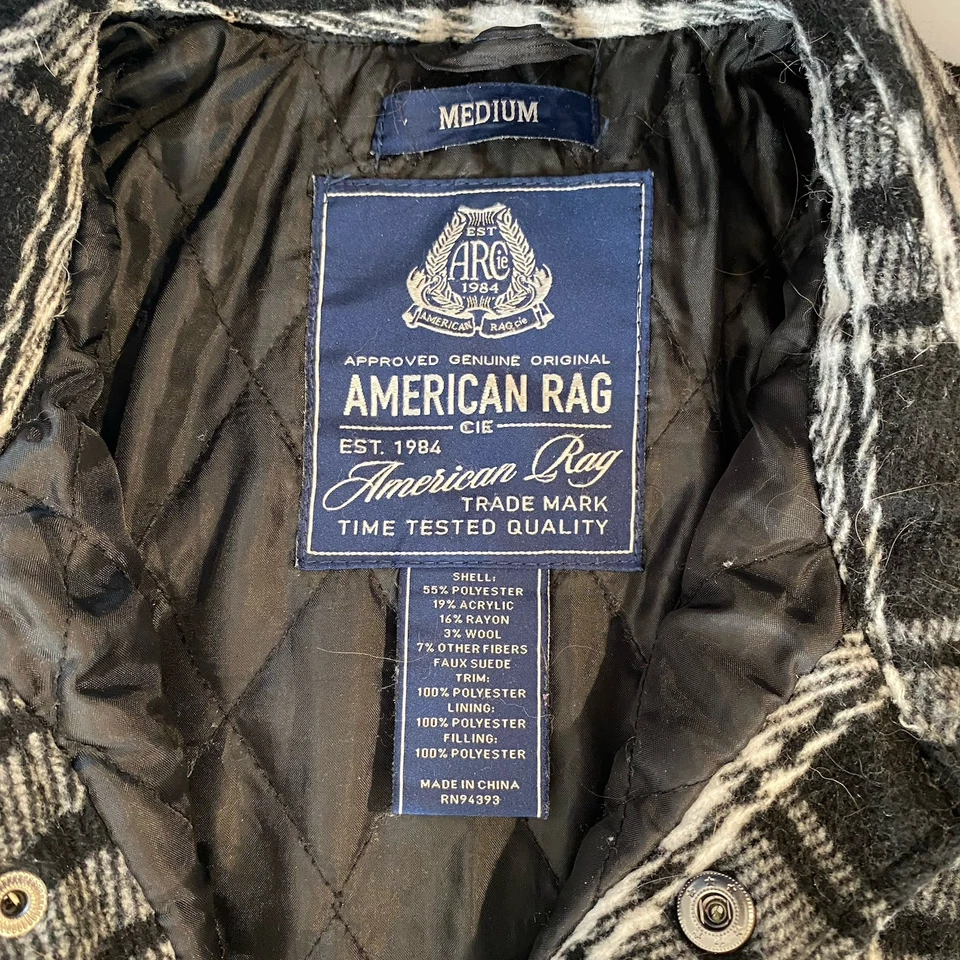 MEDIUM
EST
ARCie
1984
AMERICAN RAG cie
APPROVED GENUINE ORIGINAL
AMERICAN RAG
CIE
EST. 1984
American Rag
TRADE MARK
TIME TESTED QUALITY
SHELL:
55% POLYESTER
19% ACRYLIC
16% RAYON
3% WOOL
7% OTHER FIBERS
FAUX SUEDE
TRIM:
100% POLYESTER
LINING:
100% POLYESTER
FILLING:
100% POLYESTER
MADE IN CHINA
RN94393